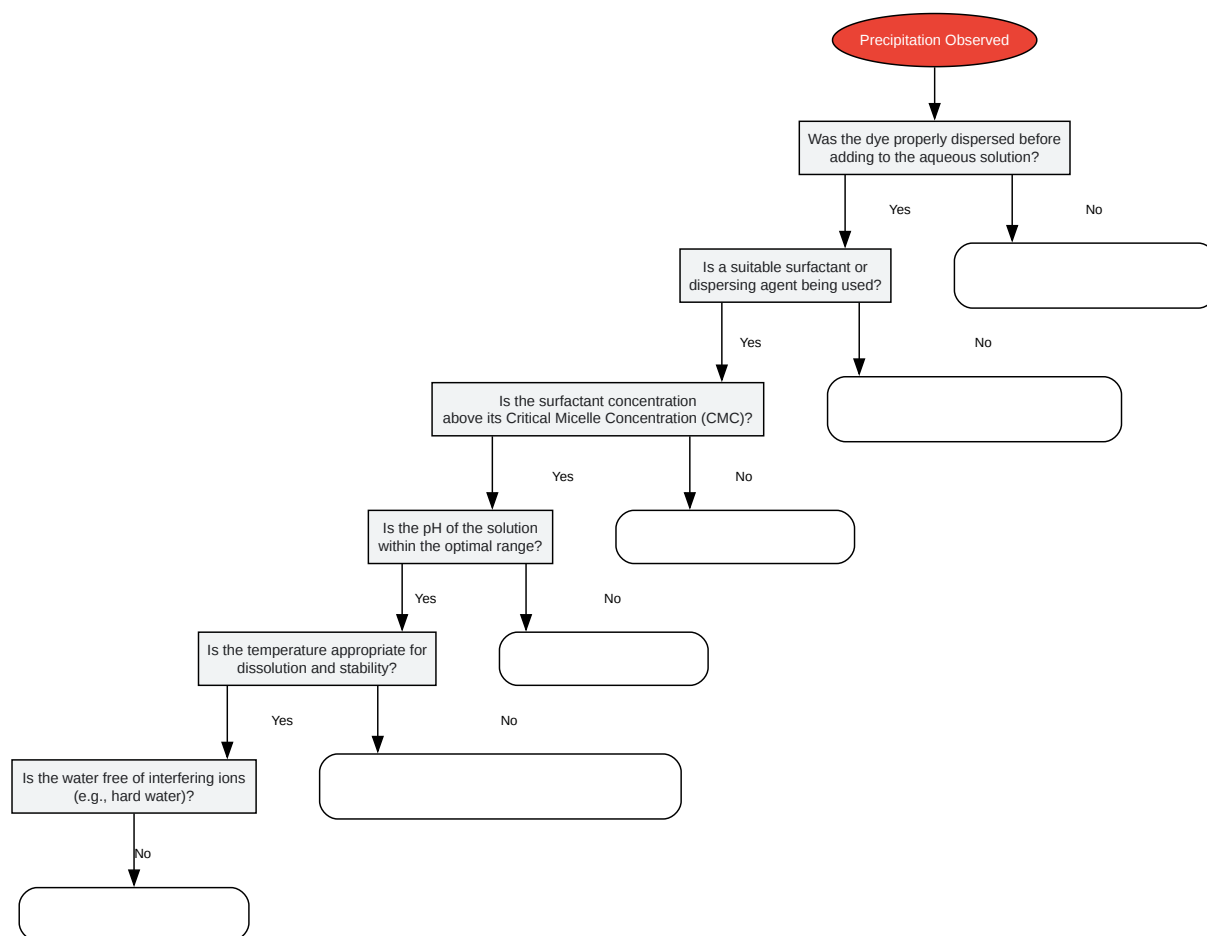 Precipitation Observed
Was the dye properly dispersed before
adding to the aqueous solution?
Yes
No
Is a suitable surfactant or
dispersing agent being used?
Yes
No
Is the surfactant concentration
above its Critical Micelle Concentration (CMC)?
Yes
No
Is the pH of the solution
within the optimal range?
Yes
No
Is the temperature appropriate for
dissolution and stability?
Yes
No
Is the water free of interfering ions
(e.g., hard water)?
No